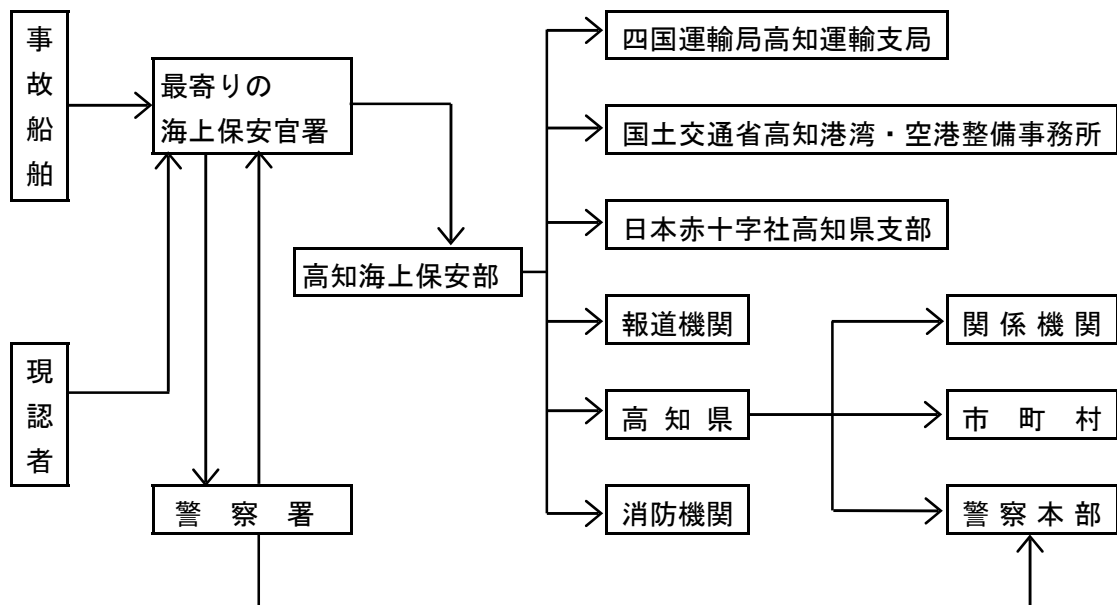 事故船舶
最寄りの
海上保安官署
現認者
警察署
高知海上保安部
四国運輸局高知運輸支局
国土交通省高知港湾・空港整備事務所
日本赤十字社高知県支部
報道機関
高知県
消防機関
関係機関
市町村
警察本部